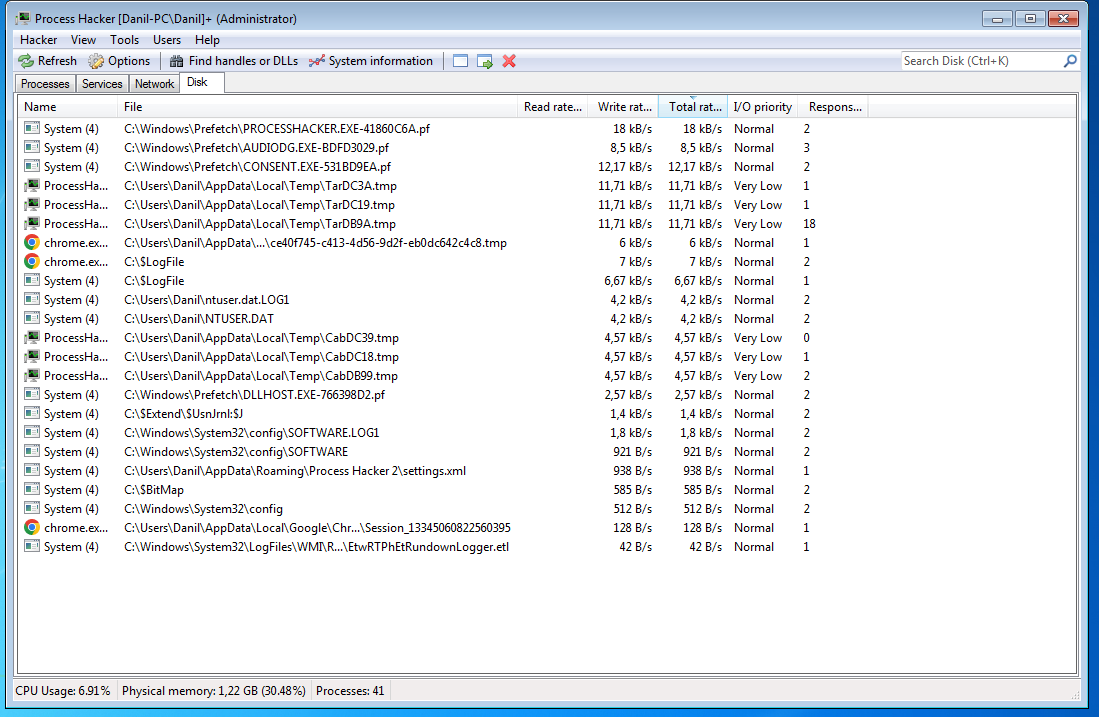 Process Hacker [Danil-PC\Danil]+ (Administrator)
Hacker View Tools Users Help
Refresh Options Find handles or DLLs System information Search Disk (Ctrl+K)
Processes Services Network Disk
Name File Read rate... Write rat... Total rat... I/O priority Respons...
System (4) C:\Windows\Prefetch\PROCESSHACKER.EXE-41860C6A.pf 18 kB/s 18 kB/s Normal 2
System (4) C:\Windows\Prefetch\AUDIODG.EXE-BDFD3029.pf 8,5 kB/s 8,5 kB/s Normal 3
System (4) C:\Windows\Prefetch\CONSENT.EXE-531BD9EA.pf 12,17 kB/s 12,17 kB/s Normal 2
ProcessHa... C:\Users\Danil\AppData\Local\Temp\TarDC3A.tmp 11,71 kB/s 11,71 kB/s Very Low 1
ProcessHa... C:\Users\Danil\AppData\Local\Temp\TarDC19.tmp 11,71 kB/s 11,71 kB/s Very Low 1
ProcessHa... C:\Users\Danil\AppData\Local\Temp\TarDB9A.tmp 11,71 kB/s 11,71 kB/s Very Low 18
chrome.ex... C:\Users\Danil\AppData\...\ce40f745-c413-4d56-9d2f-eb0dc642c4c8.tmp 6 kB/s 6 kB/s Normal 1
chrome.ex... C:\$LogFile 7 kB/s 7 kB/s Normal 2
System (4) C:\$LogFile 6,67 kB/s 6,67 kB/s Normal 1
System (4) C:\Users\Danil\ntuser.dat.LOG1 4,2 kB/s 4,2 kB/s Normal 2
System (4) C:\Users\Danil\NTUSER.DAT 4,2 kB/s 4,2 kB/s Normal 2
ProcessHa... C:\Users\Danil\AppData\Local\Temp\CabDC39.tmp 4,57 kB/s 4,57 kB/s Very Low 0
ProcessHa... C:\Users\Danil\AppData\Local\Temp\CabDC18.tmp 4,57 kB/s 4,57 kB/s Very Low 1
ProcessHa... C:\Users\Danil\AppData\Local\Temp\CabDB99.tmp 4,57 kB/s 4,57 kB/s Very Low 2
System (4) C:\Windows\Prefetch\DLLHOST.EXE-766398D2.pf 2,57 kB/s 2,57 kB/s Normal 2
System (4) C:\$Extend\$UsnJrnl:$J 1,4 kB/s 1,4 kB/s Normal 2
System (4) C:\Windows\System32\config\SOFTWARE.LOG1 1,8 kB/s 1,8 kB/s Normal 2
System (4) C:\Windows\System32\config\SOFTWARE 921 B/s 921 B/s Normal 2
System (4) C:\Users\Danil\AppData\Roaming\Process Hacker 2\settings.xml 938 B/s 938 B/s Normal 1
System (4) C:\$BitMap 585 B/s 585 B/s Normal 2
System (4) C:\Windows\System32\config 512 B/s 512 B/s Normal 2
chrome.ex... C:\Users\Danil\AppData\Local\Google\Chr...\Session_13345060822560395 128 B/s 128 B/s Normal 1
System (4) C:\Windows\System32\LogFiles\WMI\R...\EtwRTPhEtRundownLogger.etl 42 B/s 42 B/s Normal 1
CPU Usage: 6.91% Physical memory: 1,22 GB (30.48%) Processes: 41